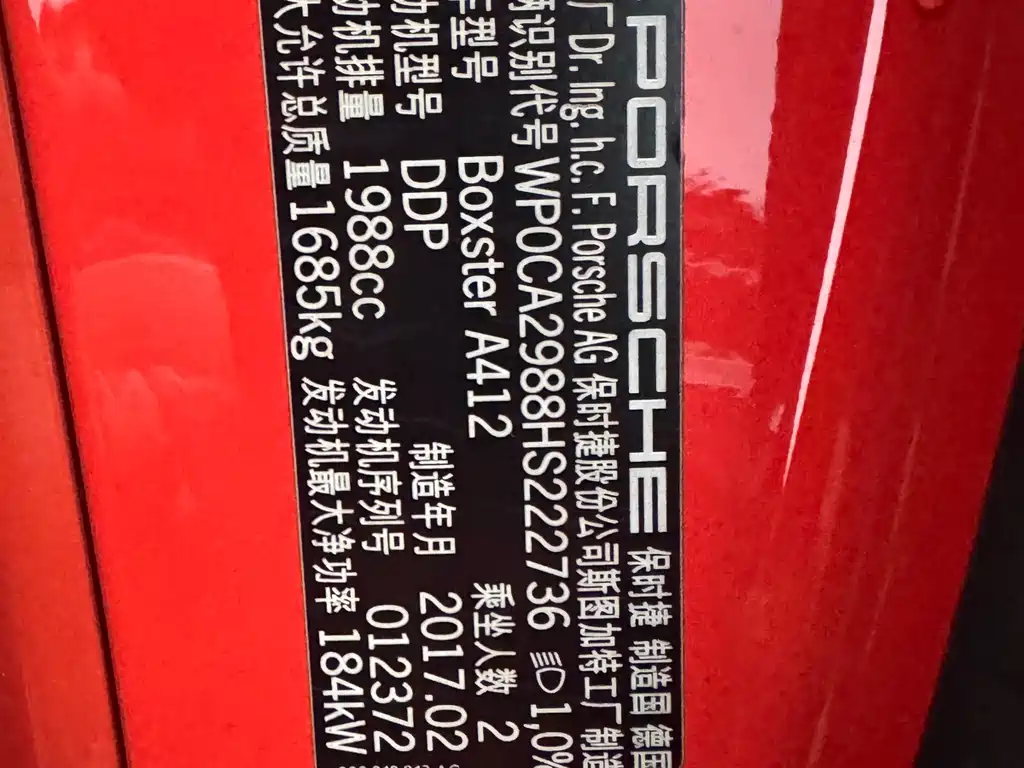 PORSCHE 保时捷 制造国 德国
厂 Dr. Ing. h.c. F. Porsche AG 保时捷股份公司斯图加特工厂制造
识别代号 WP0CA2988HS222736 1,0%
型号 Boxster A412 乘坐人数 2
动机型号 DDP 制造年月 2017.02
动机排量 1988cc 发动机序列号 012372
大允许总质量 1685kg 发动机最大净功率 184kW